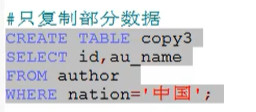 #只复制部分数据
CREATE TABLE copy3
SELECT id,au_name
FROM author
WHERE nation='中国';